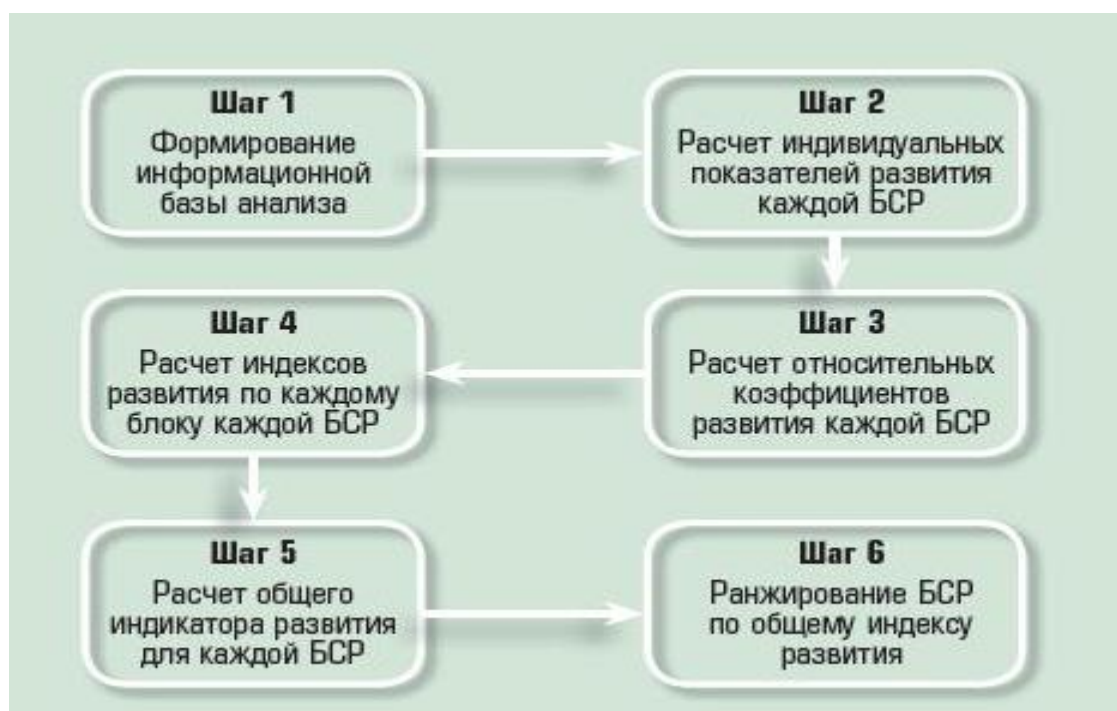 Шаг 1
Формирование
информационной
базы анализа
Шаг 2
Расчет индивидуальных
показателей развития
каждой БСР
Шаг 3
Расчет относительных
коэффициентов
развития каждой БСР
Шаг 4
Расчет индексов
развития по каждому
блоку каждой БСР
Шаг 5
Расчет общего
индикатора развития
для каждой БСР
Шаг 6
Ранжирование БСР
по общему индексу
развития